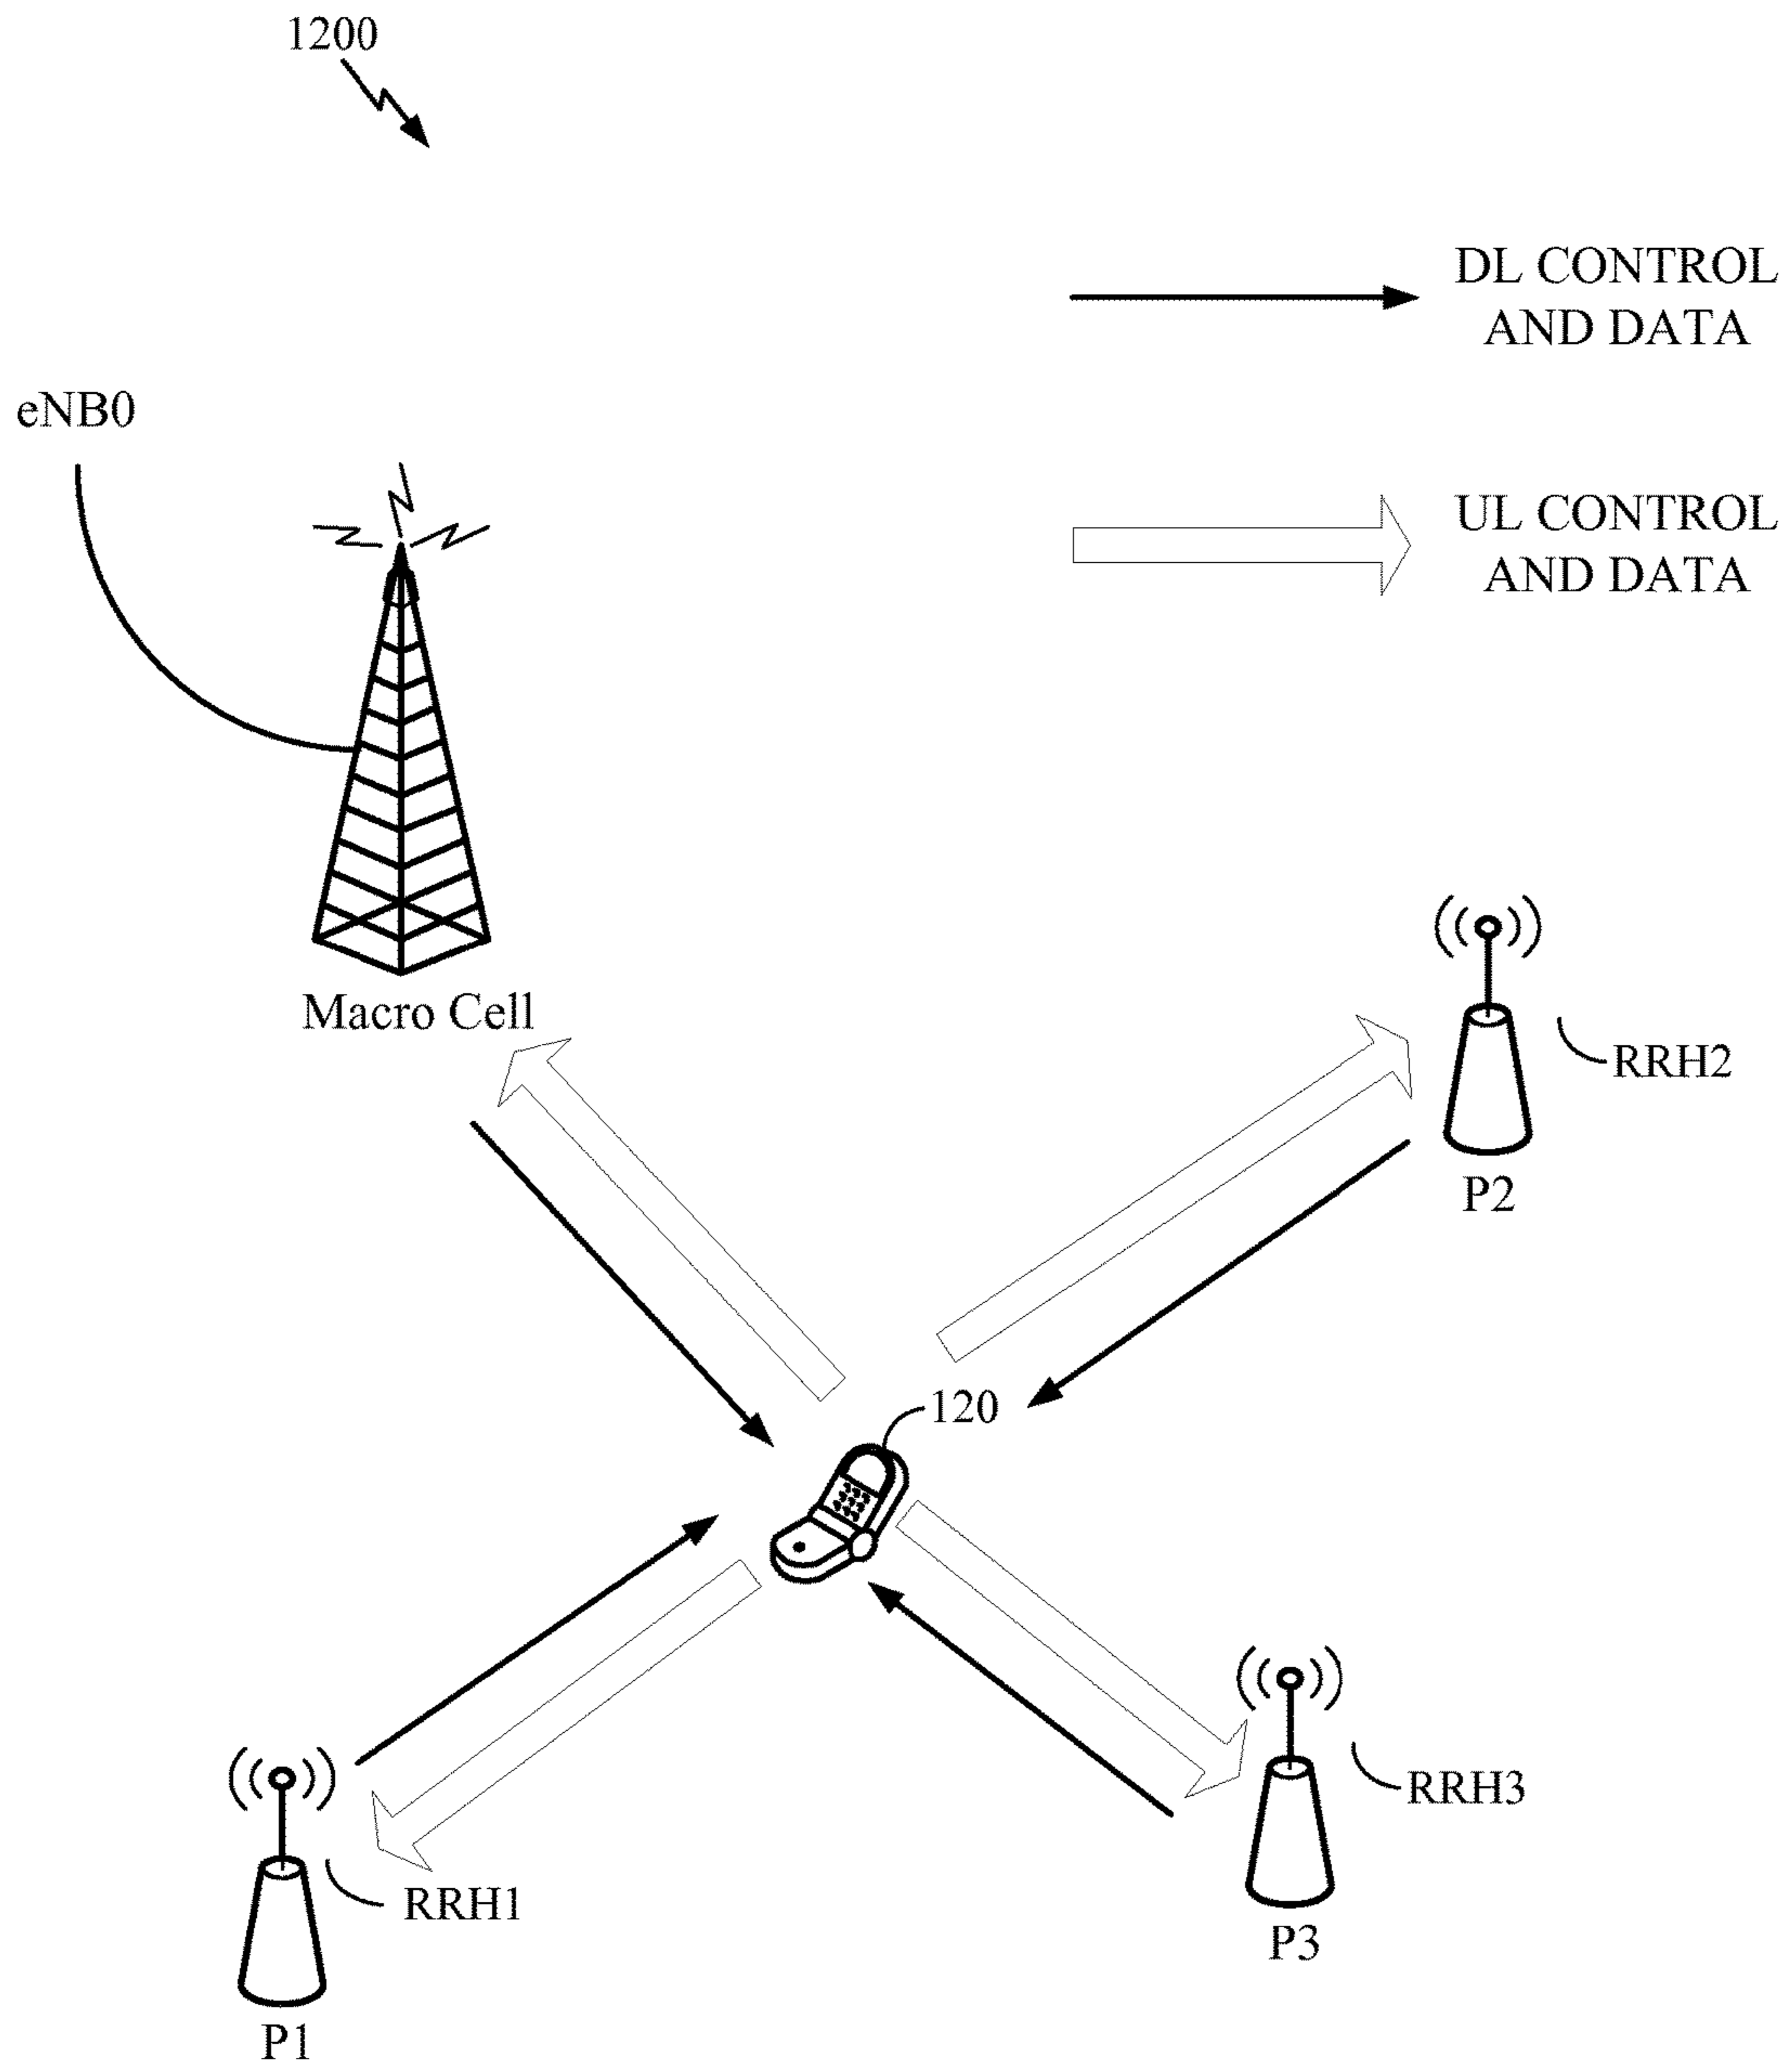 1200
DL CONTROL
AND DATA
eNB0
UL CONTROL
AND DATA
Macro Cell
RRH2
P2
120
RRH3
RRH1
P3
P1